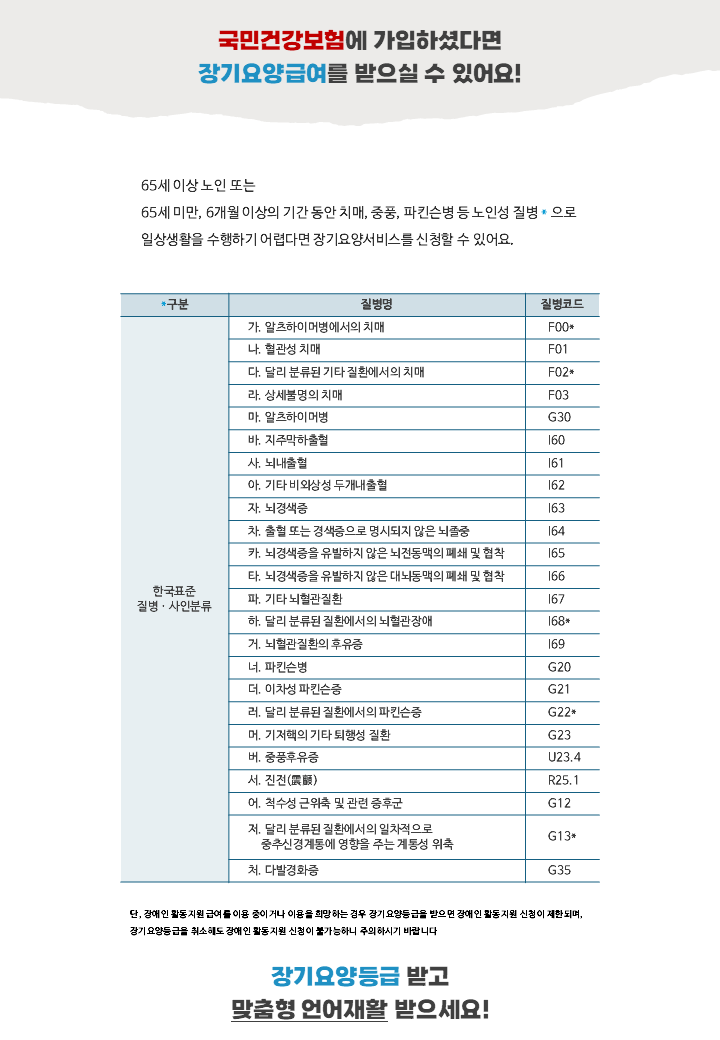 국민건강보험에 가입하셨다면
장기요양급여를 받으실 수 있어요!
65세 이상 노인 또는
65세 미만, 6개월 이상의 기간 동안 치매, 중풍, 파킨슨병 등 노인성 질병 * 으로
일상생활을 수행하기 어렵다면 장기요양서비스를 신청할 수 있어요.
*구분 질병명 질병코드
가. 알츠하이머병에서의 치매 F00*
나. 혈관성 치매 F01
다. 달리 분류된 기타 질환에서의 치매 F02*
라. 상세불명의 치매 F03
마. 알츠하이머병 G30
바. 지주막하출혈 I60
사. 뇌내출혈 I61
아. 기타 비외상성 두개내출혈 I62
자. 뇌경색증 I63
차. 출혈 또는 경색증으로 명시되지 않은 뇌졸중 I64
카. 뇌경색증을 유발하지 않은 뇌전동맥의 폐쇄 및 협착 I65
타. 뇌경색증을 유발하지 않은 대뇌동맥의 폐쇄 및 협착 I66
한국표준
질병 · 사인분류
파. 기타 뇌혈관질환 I67
하. 달리 분류된 질환에서의 뇌혈관장애 I68*
거. 뇌혈관질환의 후유증 I69
너. 파킨슨병 G20
더. 이차성 파킨슨증 G21
러. 달리 분류된 질환에서의 파킨슨증 G22*
머. 기저핵의 기타 퇴행성 질환 G23
버. 중풍후유증 U23.4
서. 진전(震顫) R25.1
어. 척수성 근위축 및 관련 증후군 G12
저. 달리 분류된 질환에서의 일차적으로
중추신경계통에 영향을 주는 계통성 위축 G13*
처. 다발경화증 G35
단, 장애인 활동지원 급여를 이용 중이거나 이용을 희망하는 경우 장기요양등급을 받으면 장애인 활동지원 신청이 제한되며,
장기요양등급을 취소해도 장애인 활동지원 신청이 불가능하니 주의하시기 바랍니다
장기요양등급 받고
맞춤형 언어재활 받으세요!